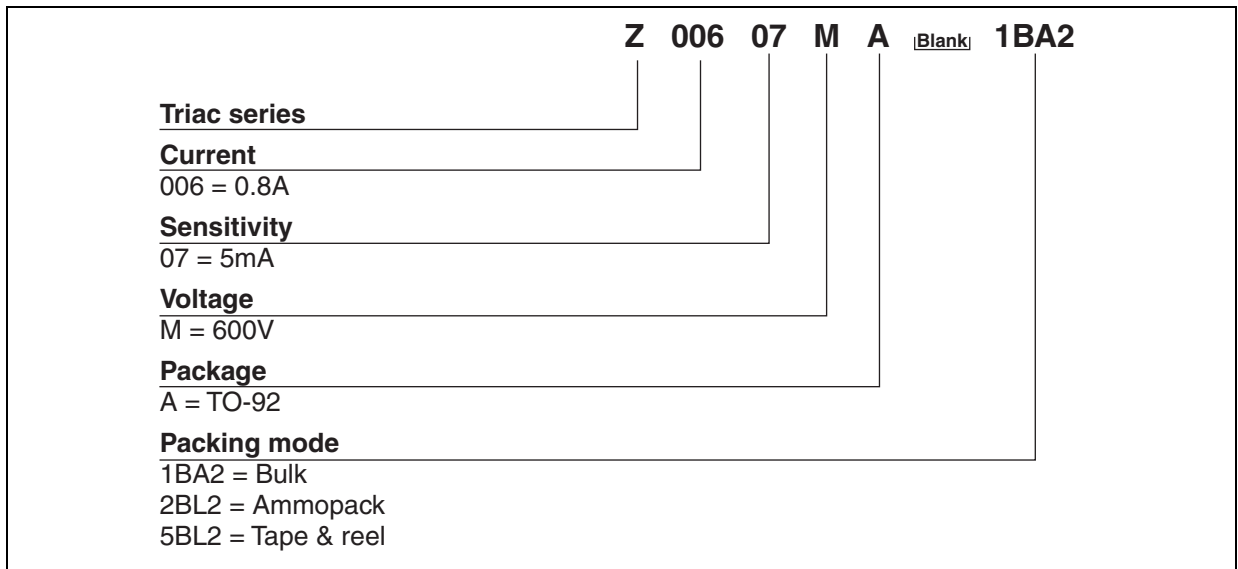 Z 006 07 M A Blank 1BA2
Triac series
Current
006 = 0.8A
Sensitivity
07 = 5mA
Voltage
M = 600V
Package
A = TO-92
Packing mode
1BA2 = Bulk
2BL2 = Ammopack
5BL2 = Tape & reel